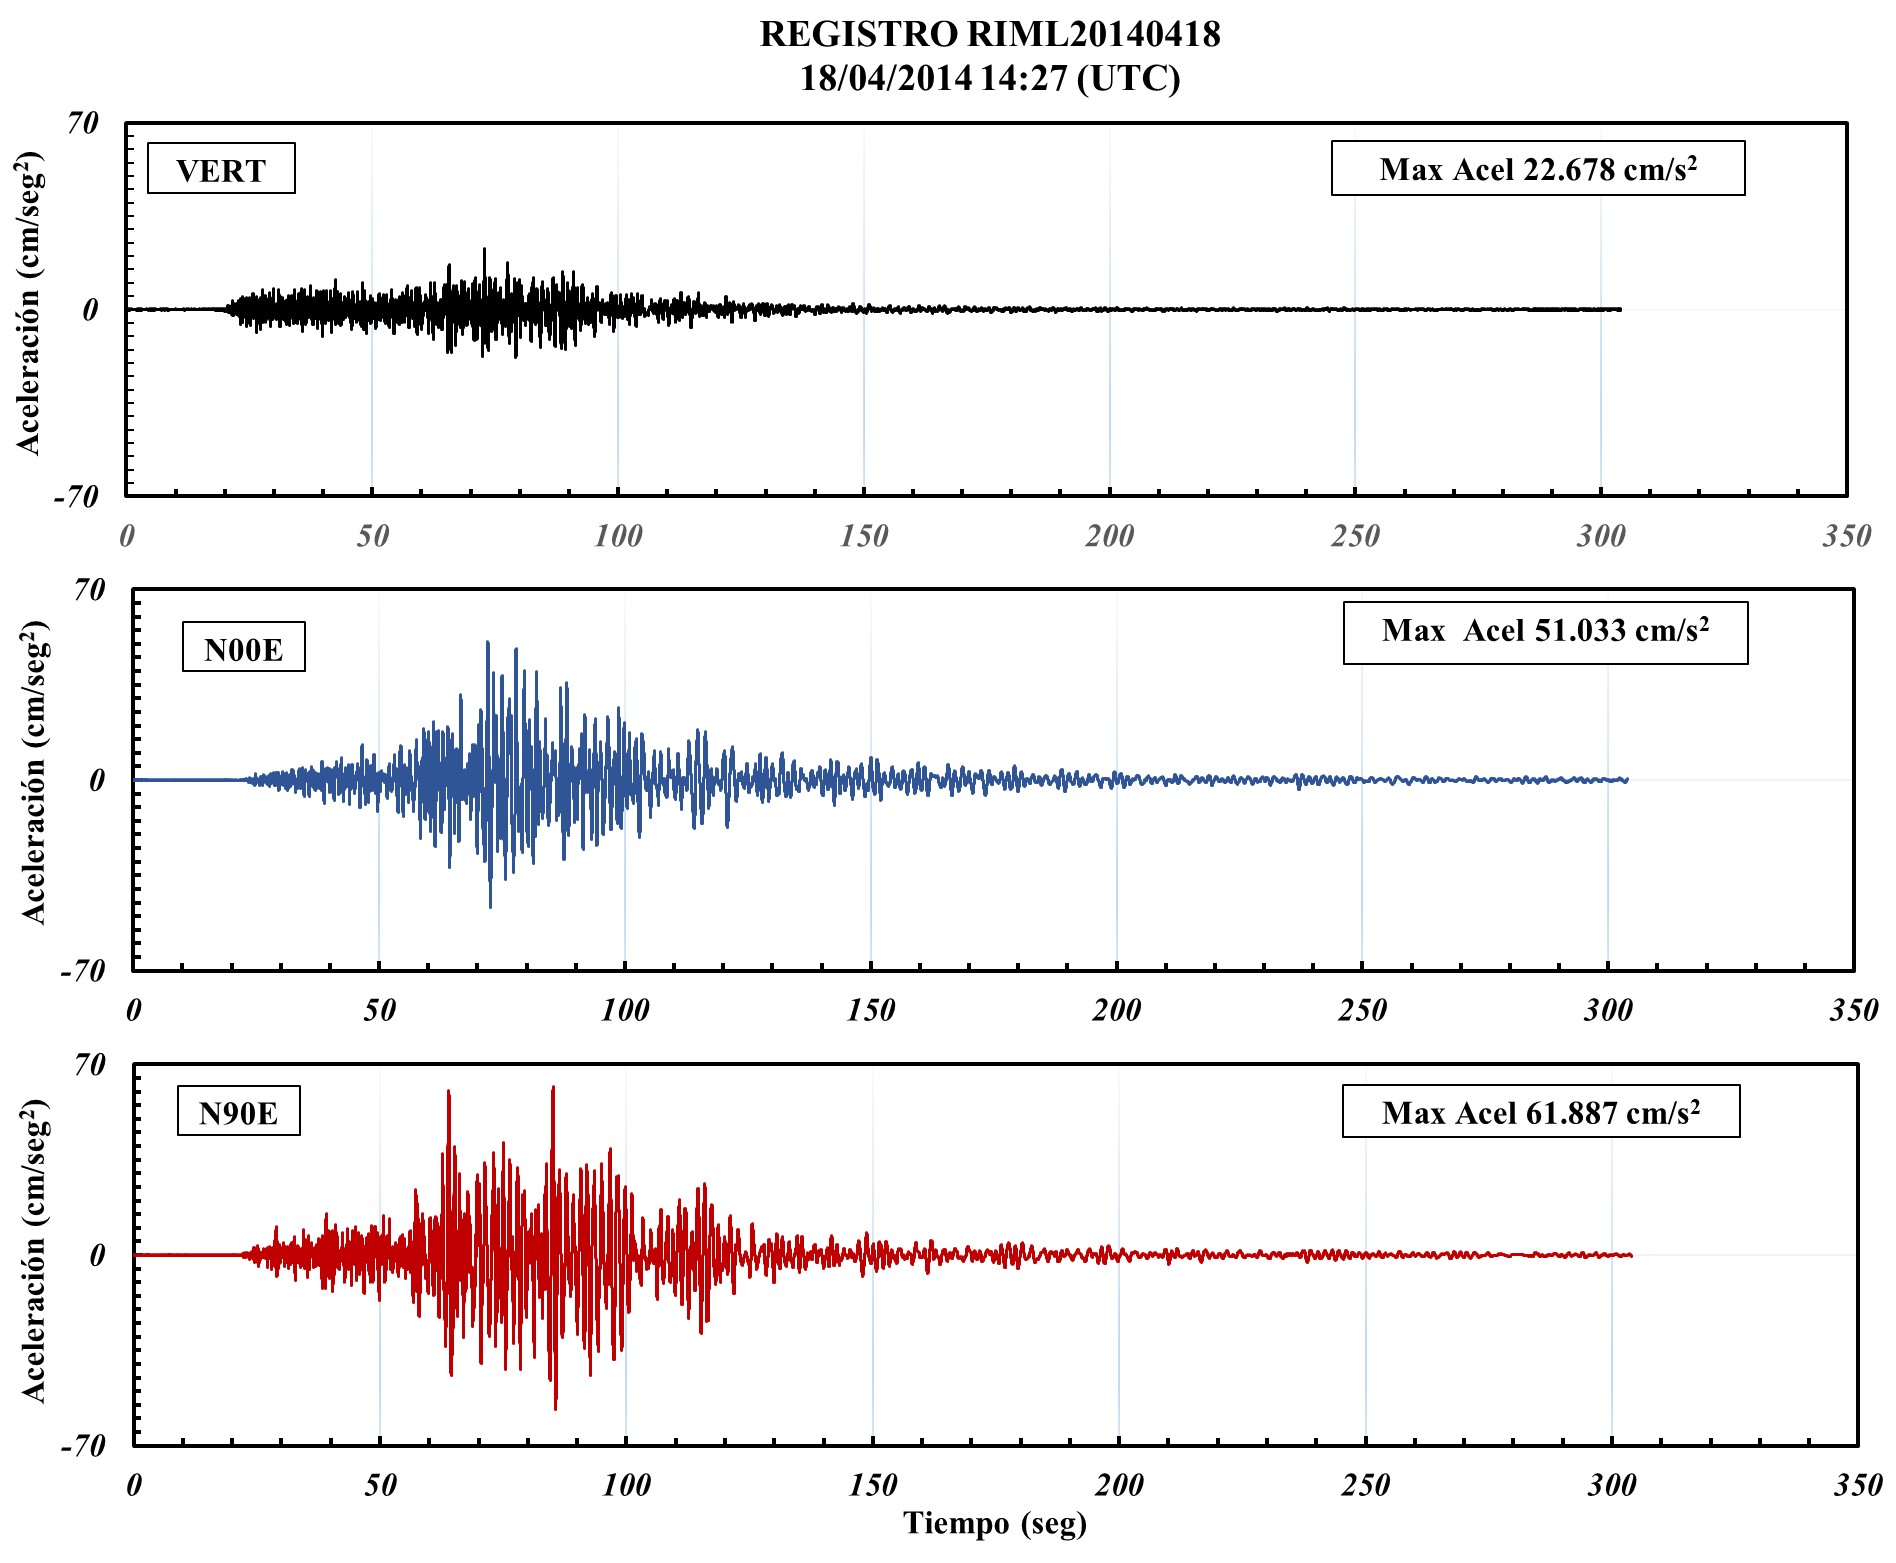 REGISTRO RIML20140418
18/04/2014 14:27 (UTC)
Aceleración (cm/seg²)
70
0
-70
VERT
Max Acel 22.678 cm/s²
0 50 100 150 200 250 300 350
Aceleración (cm/seg²)
70
0
-70
N00E
Max Acel 51.033 cm/s²
0 50 100 150 200 250 300 350
Aceleración (cm/seg²)
70
0
-70
N90E
Max Acel 61.887 cm/s²
0 50 100 150 200 250 300 350
Tiempo (seg)